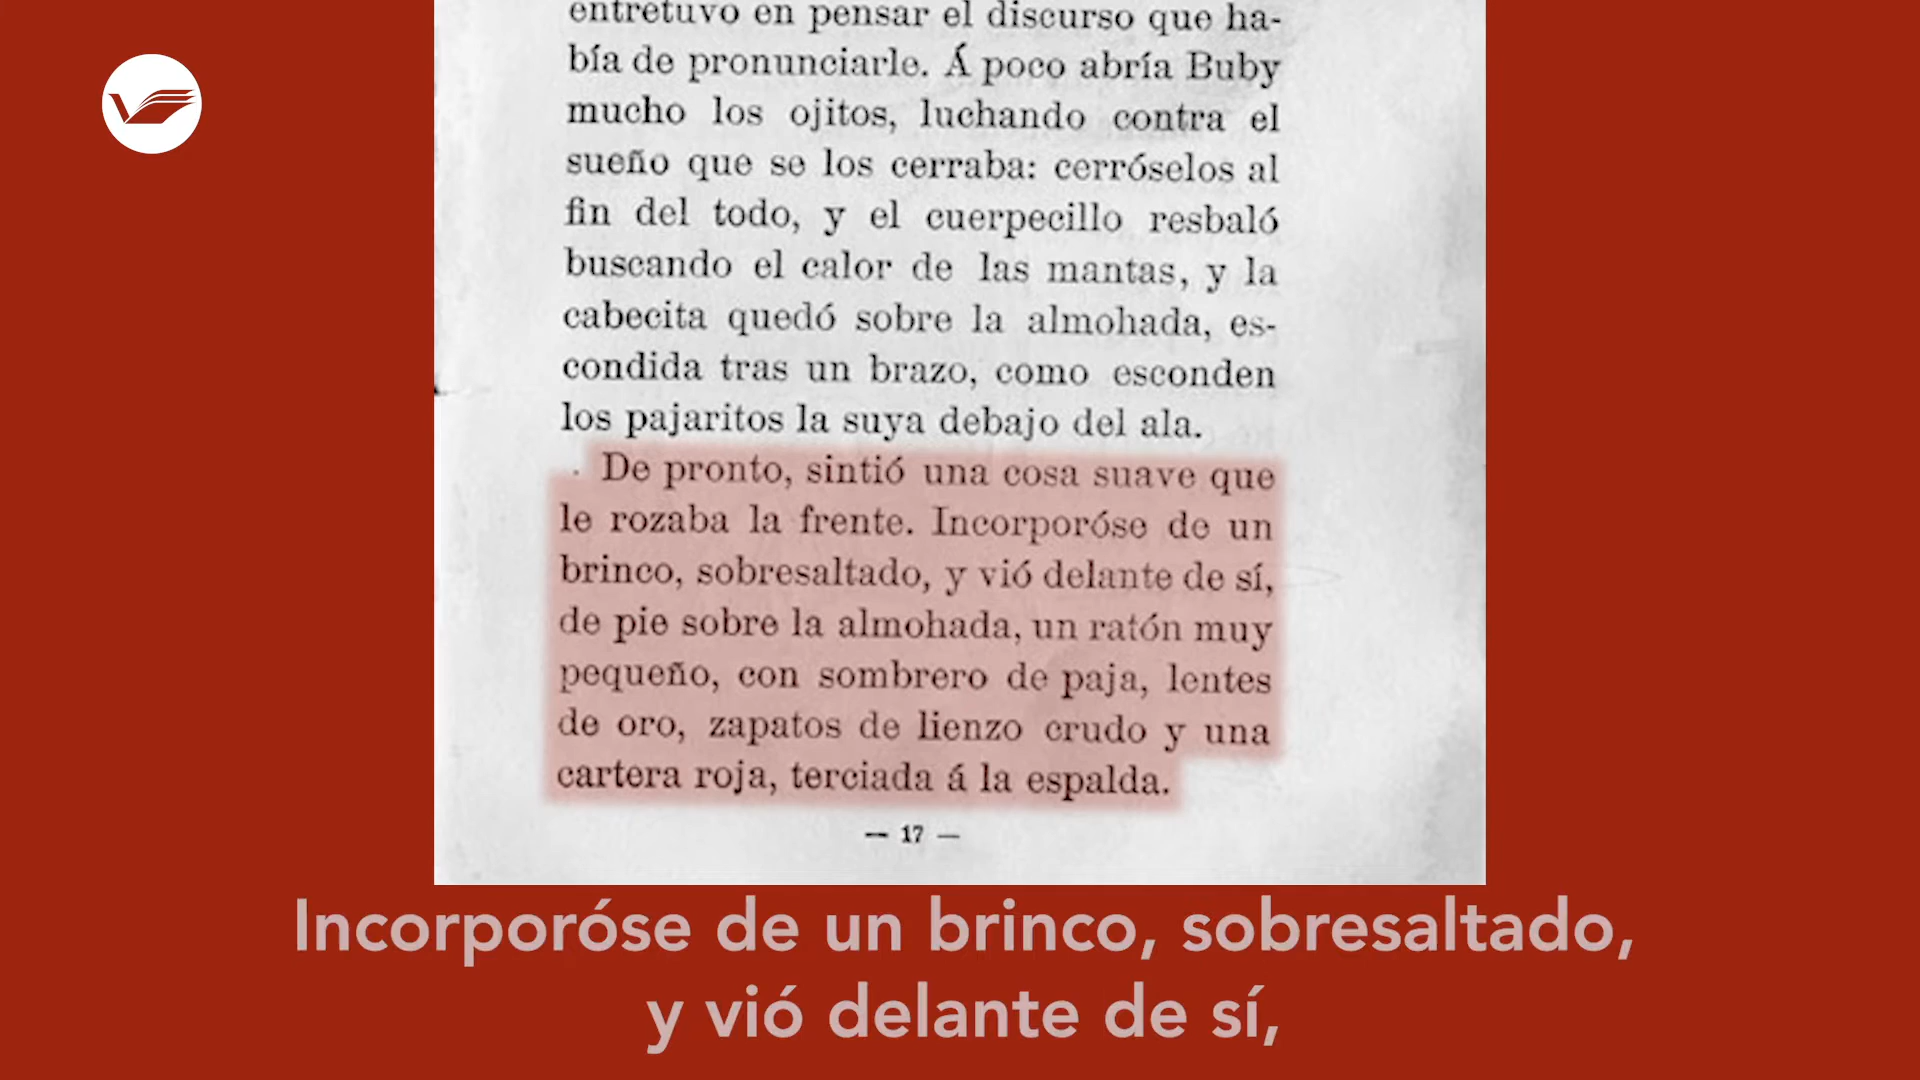 entretuvo en pensar el discurso que ha-
bía de pronunciarle. Á poco abría Buby
mucho los ojitos, luchando contra el
sueño que se los cerraba: cerróselos al
fin del todo, y el cuerpecillo resbaló
buscando el calor de las mantas, y la
cabecita quedó sobre la almohada, es-
condida tras un brazo, como esconden
los pajaritos la suya debajo del ala.
De pronto, sintió una cosa suave que
le rozaba la frente. Incorporóse de un
brinco, sobresaltado, y vió delante de sí,
de pie sobre la almohada, un ratón muy
pequeño, con sombrero de paja, lentes
de oro, zapatos de lienzo crudo y una
cartera roja, terciada á la espalda.
— 17 —
Incorporóse de un brinco, sobresaltado,
y vió delante de sí,